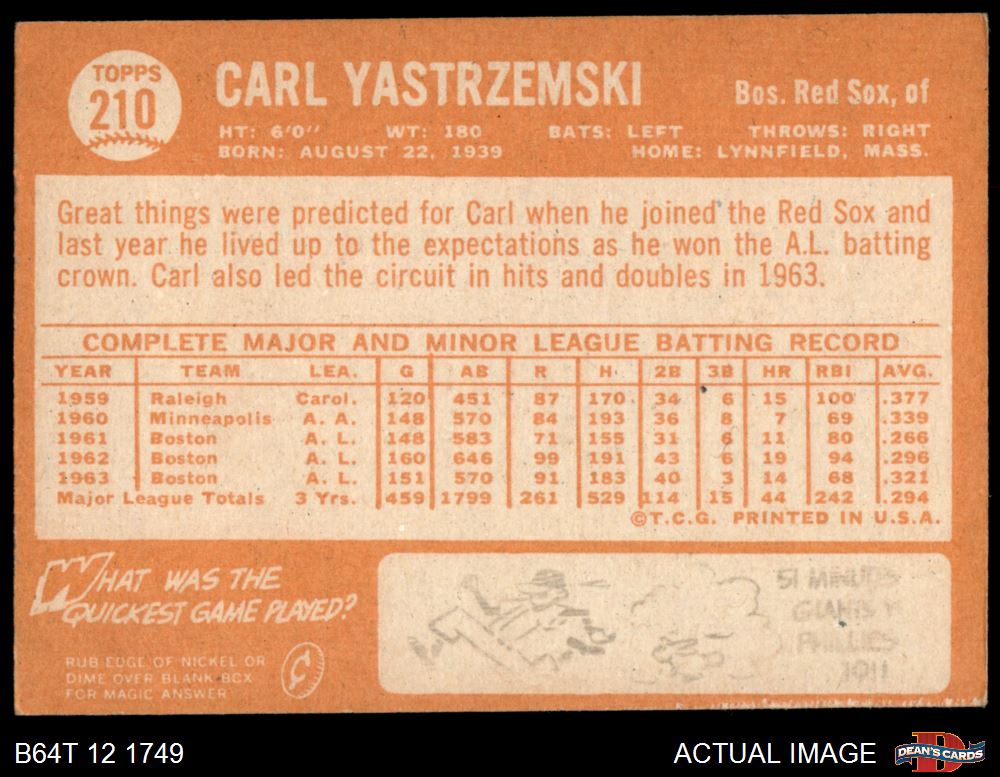 TOPPS
210
CARL YASTRZEMSKI
Bos. Red Sox, of
HT: 6'0" WT: 180 BATS: LEFT THROWS: RIGHT
BORN: AUGUST 22, 1939 HOME: LYNNFIELD, MASS.
Great things were predicted for Carl when he joined the Red Sox and
last year he lived up to the expectations as he won the A.L. batting
crown. Carl also led the circuit in hits and doubles in 1963.
COMPLETE MAJOR AND MINOR LEAGUE BATTING RECORD
YEAR TEAM LEA. G AB R H 2B 3B HR RBI AVG.
1959 Raleigh Carol. 120 451 87 170 34 6 15 100 .377
1960 Minneapolis A. A. 148 570 84 193 36 8 7 69 .339
1961 Boston A. L. 148 583 71 155 31 6 11 80 .266
1962 Boston A. L. 160 646 99 191 43 6 19 94 .296
1963 Boston A. L. 151 570 91 183 40 3 14 68 .321
Major League Totals 3 Yrs. 459 1799 261 529 114 15 44 242 .294
©T.C.G. PRINTED IN U.S.A.
WHAT WAS THE
QUICKEST GAME PLAYED?
RUB EDGE OF NICKEL OR
DIME OVER BLANK BOX
FOR MAGIC ANSWER
¢
51 MINUTES
GIANTS V
PHILLIES
B64T 12 1749
ACTUAL IMAGE
D
DEAN'S CARDS